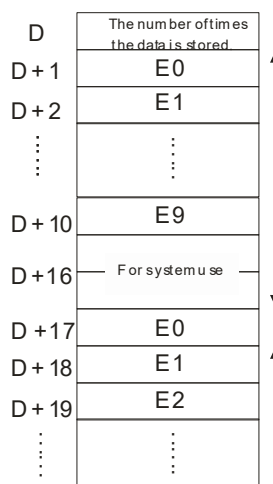 D The number of times
the data is stored.
D + 1 E0
D + 2 E1
D + 10 E9
D + 16 For system use
D + 17 E0
D + 18 E1
D + 19 E2